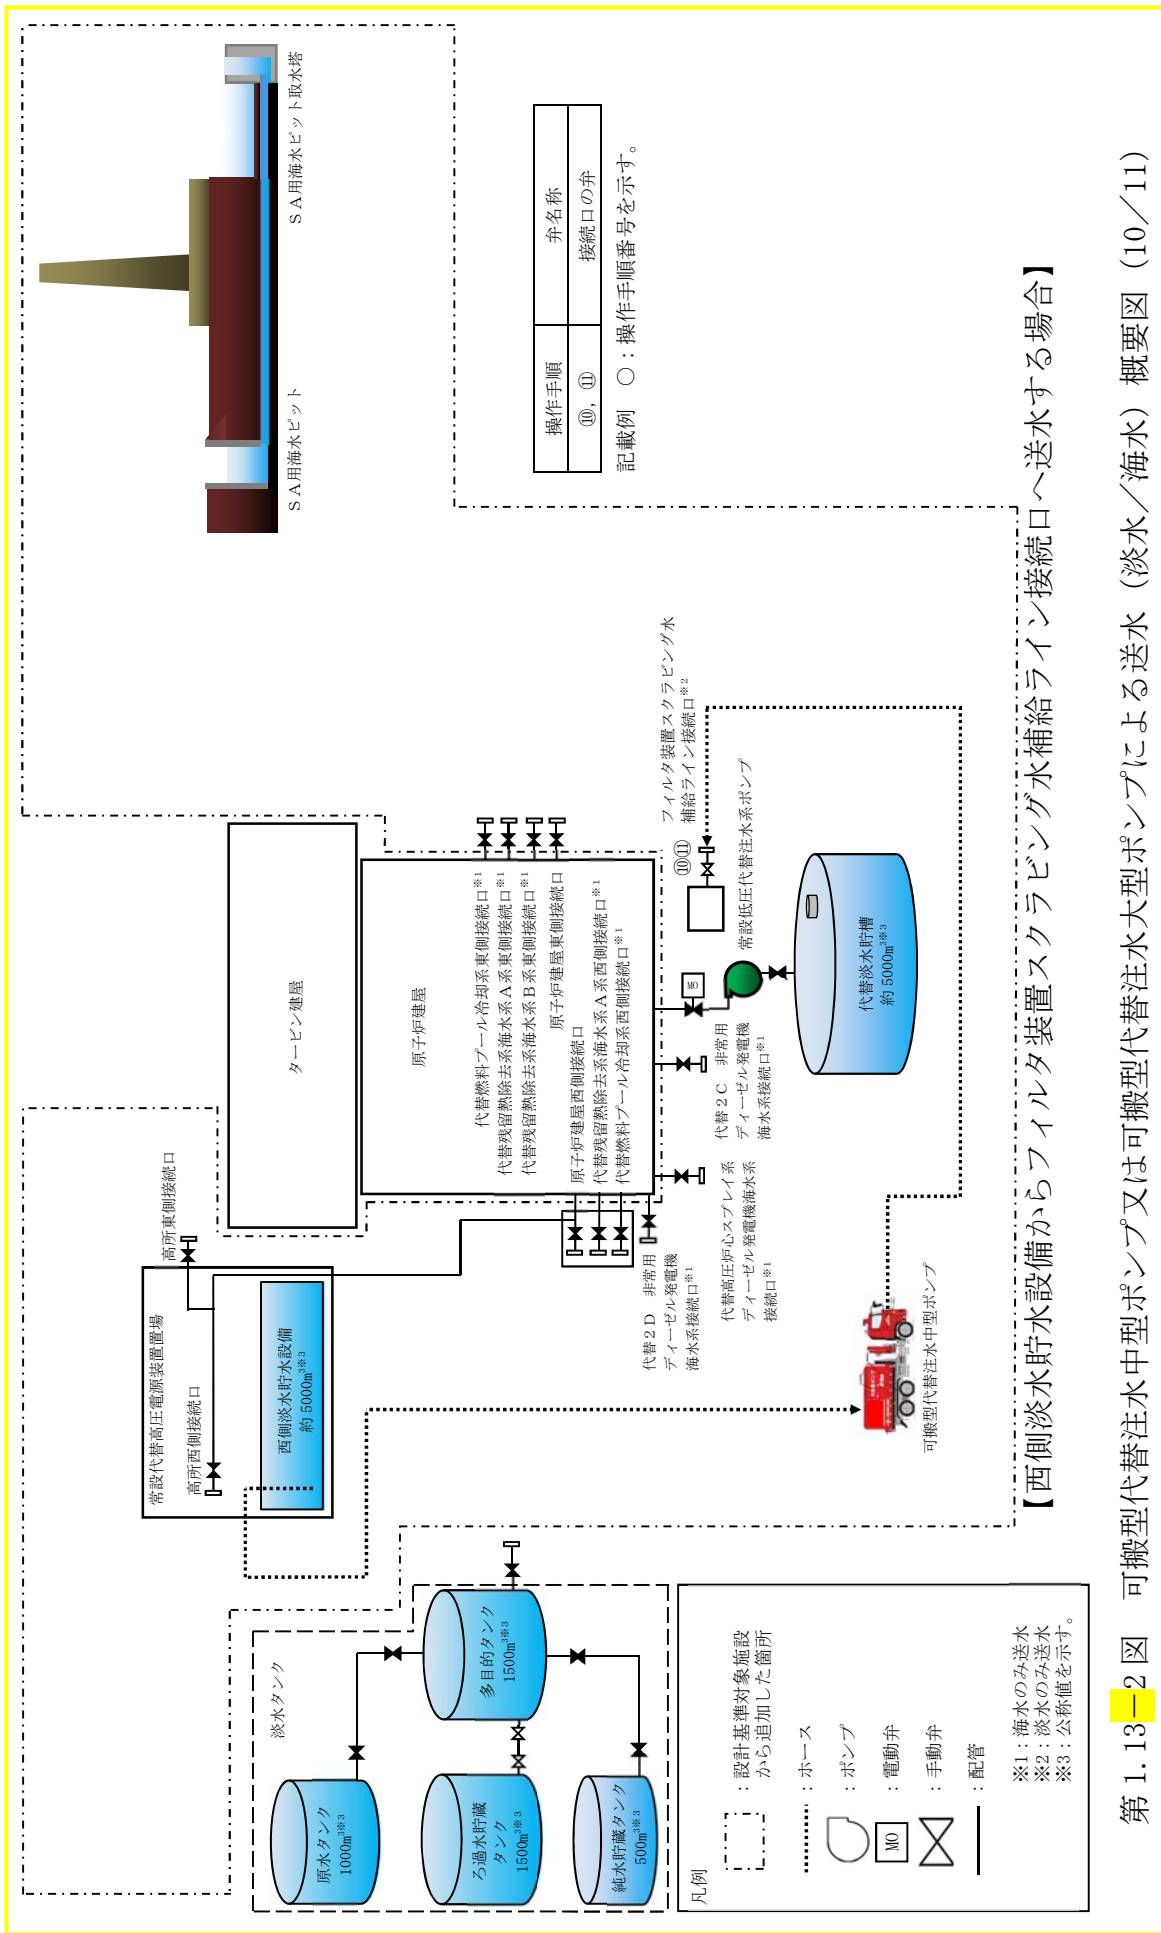 ＳＡ用海水ピット取水塔
ＳＡ用海水ピット
操作手順
弁名称
⑩，⑪
接続口の弁
記載例　○：操作手順番号を示す。
タービン建屋
原子炉建屋
代替燃料プール冷却系東側接続口※1
代替残留熱除去系海水系Ａ系東側接続口※1
代替残留熱除去系海水系Ｂ系東側接続口※1
原子炉建屋東側接続口
原子炉建屋西側接続口
代替残留熱除去系海水系Ａ系西側接続口※1
代替燃料プール冷却系西側接続口※1
フィルタ装置スクラビング水
補給ライン接続口※2
⑩⑪
常設低圧代替注水系ポンプ
MO
代替淡水貯槽
約5000m³※3
代替２Ｃ　非常用
ディーゼル発電機
海水系接続口※1
代替高圧炉心スプレイ系
ディーゼル発電機海水系
接続口※1
代替２Ｄ　非常用
ディーゼル発電機
海水系接続口※1
高所東側接続口
常設代替高圧電源装置置場
高所西側接続口
西側淡水貯水設備
約5000m³※3
可搬型代替注水中型ポンプ
淡水タンク
多目的タンク
1500m³※3
原水タンク
1000m³※3
ろ過水貯蔵
タンク
1500m³※3
純水貯蔵タンク
500m³※3
凡例
：設計基準対象施設
から追加した箇所
：ホース
：ポンプ
MO
：電動弁
：手動弁
：配管
※1：海水のみ送水
※2：淡水のみ送水
※3：公称値を示す。
【西側淡水貯水設備からフィルタ装置スクラビング水補給ライン接続口へ送水する場合】
第1.13－2図　可搬型代替注水中型ポンプ又は可搬型代替注水大型ポンプによる送水（淡水／海水）概要図（10／11）